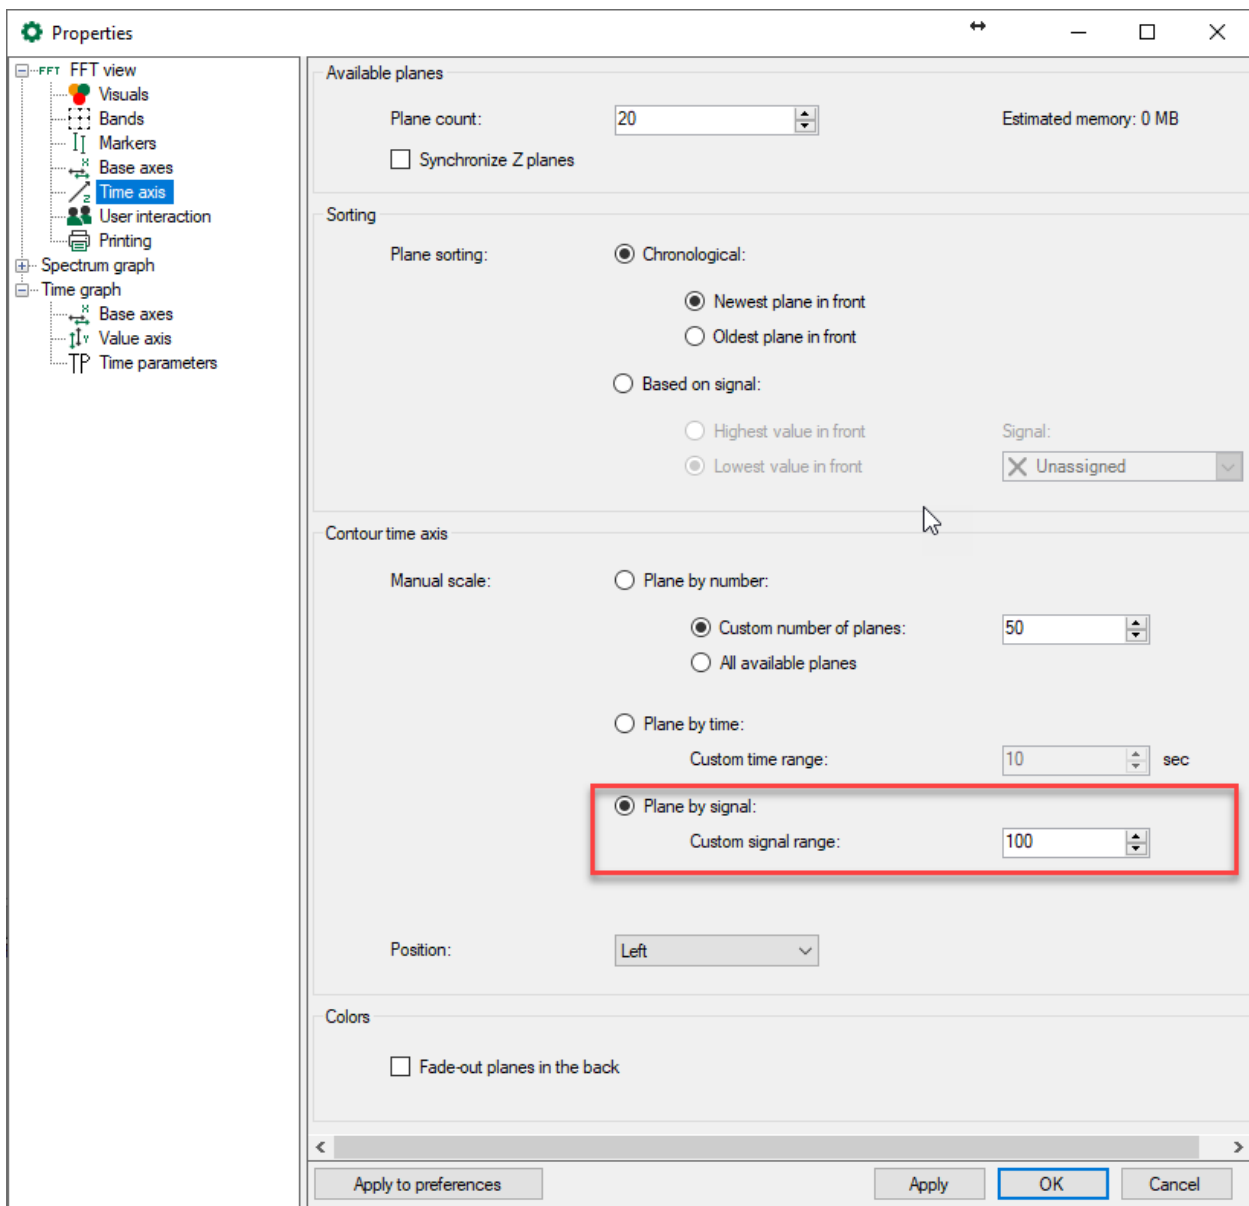 Properties
FFT FFT view
Visuals
Bands
Markers
X Base axes
Z Time axis
User interaction
Printing
Spectrum graph
Time graph
X Base axes
Y Value axis
TP Time parameters
Available planes
Plane count: 20 Estimated memory: 0 MB
Synchronize Z planes
Sorting
Plane sorting: Chronological:
Newest plane in front
Oldest plane in front
Based on signal:
Highest value in front Signal:
Lowest value in front Unassigned
Contour time axis
Manual scale: Plane by number:
Custom number of planes: 50
All available planes
Plane by time:
Custom time range: 10 sec
Plane by signal:
Custom signal range: 100
Position: Left
Colors
Fade-out planes in the back
Apply to preferences Apply OK Cancel